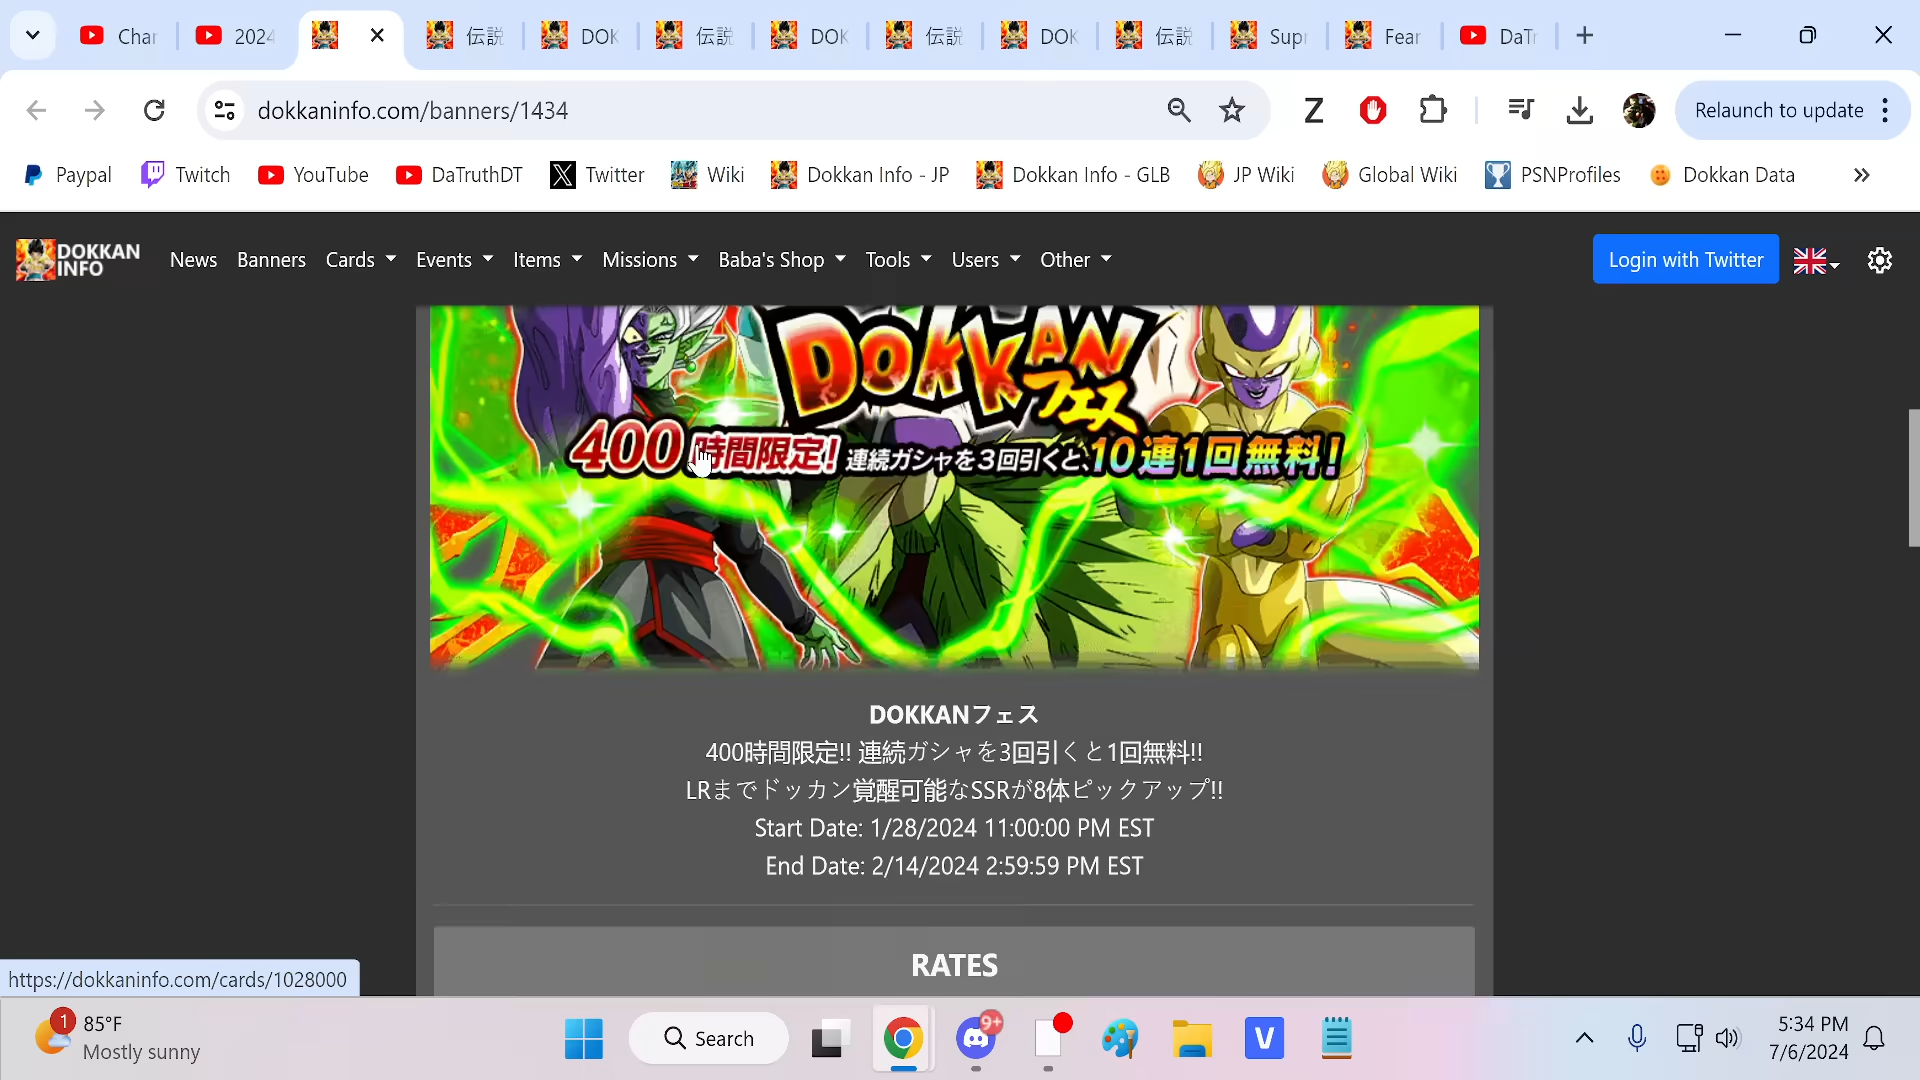 Char
2024
伝説
DOK
伝説
DOK
伝説
DOK
伝説
Supr
Fear
DaTr
dokkaninfo.com/banners/1434
Z
Relaunch to update
Paypal
Twitch
YouTube
DaTruthDT
Twitter
Wiki
Dokkan Info - JP
Dokkan Info - GLB
JP Wiki
Global Wiki
PSNProfiles
Dokkan Data
DOKKAN
INFO
News
Banners
Cards
Events
Items
Missions
Baba's Shop
Tools
Users
Other
Login with Twitter
DOKKAN
フェス
400時間限定!連続ガシャを3回引くと、10連1回無料!
DOKKANフェス
400時間限定!! 連続ガシャを3回引くと1回無料!!
LRまでドッカン覚醒可能なSSRが8体ピックアップ!!
Start Date: 1/28/2024 11:00:00 PM EST
End Date: 2/14/2024 2:59:59 PM EST
RATES
https://dokkaninfo.com/cards/1028000
1
85°F
Mostly sunny
Search
9+
V
5:34 PM
7/6/2024